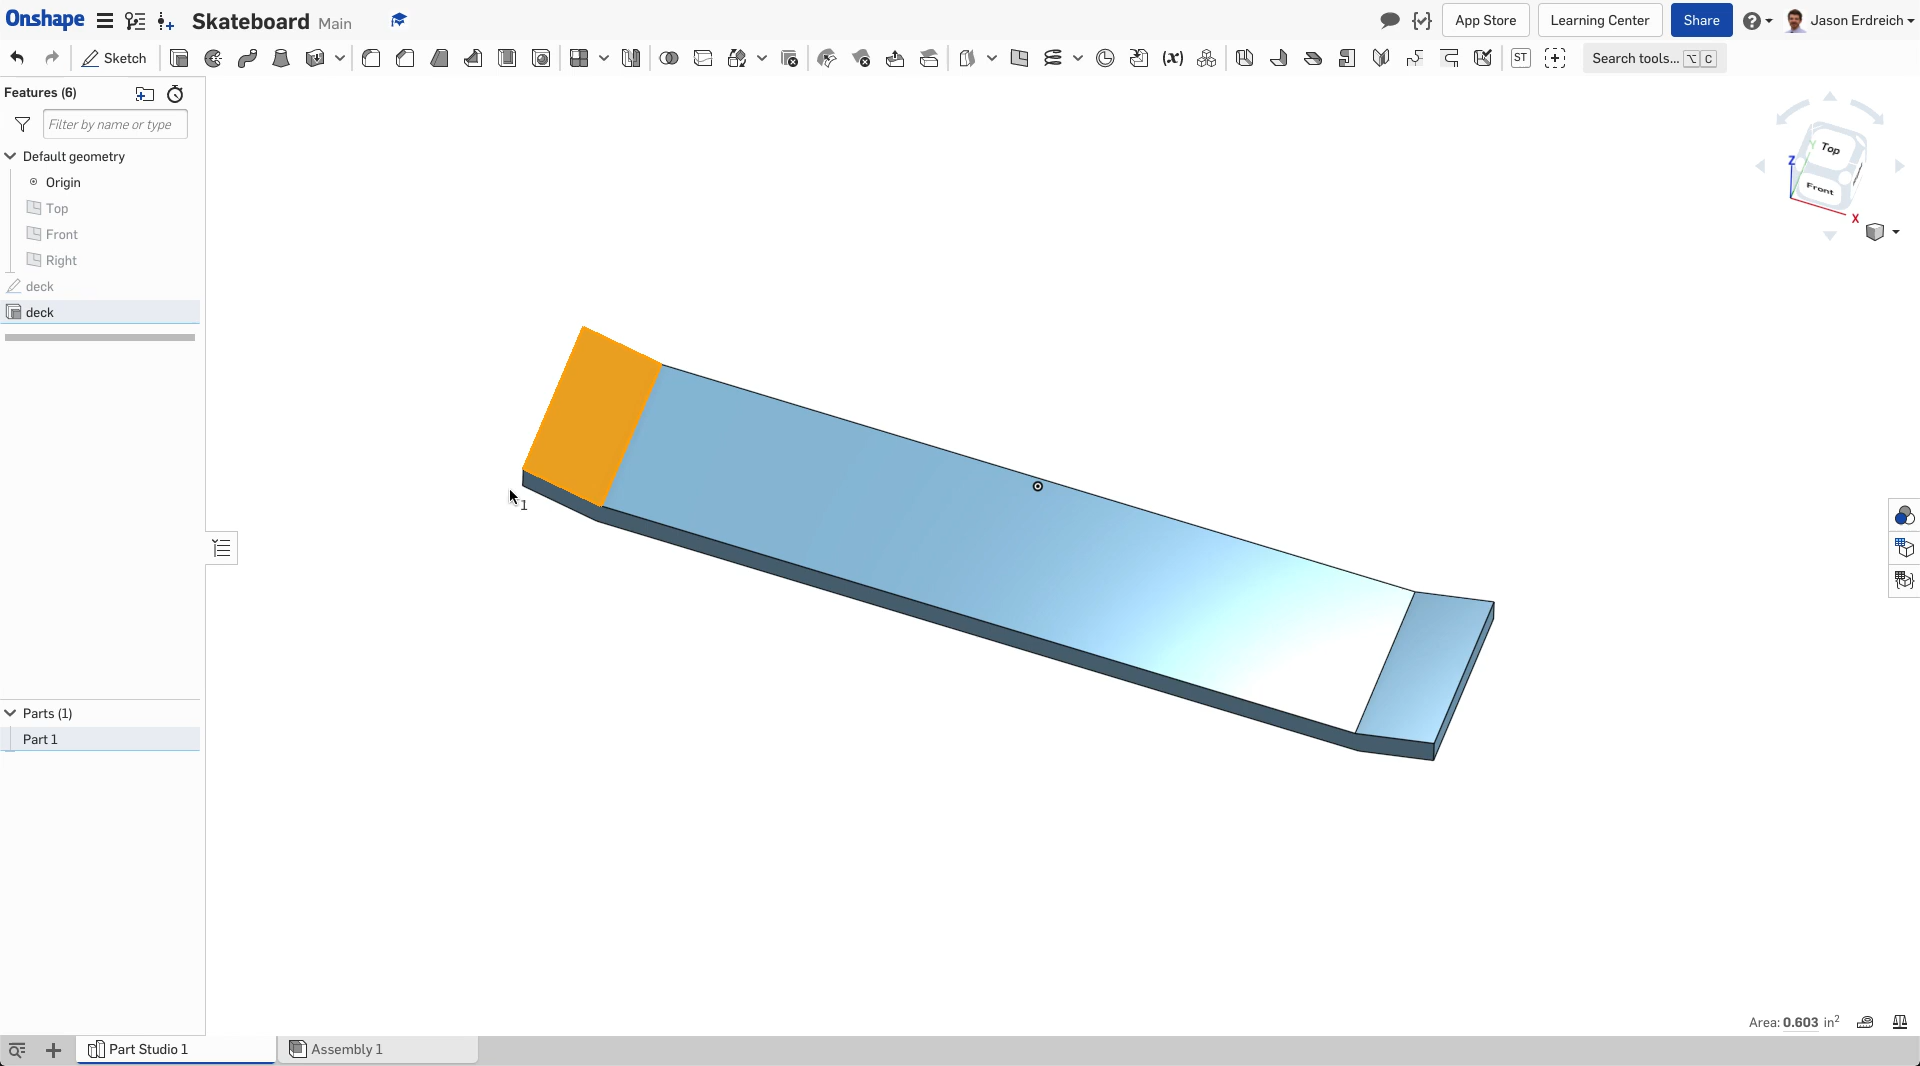 Onshape
Skateboard Main
App Store
Learning Center
Share
Jason Erdreich
Sketch
(x)
ST
Search tools... ⌥ C
Features (6)
Filter by name or type
Default geometry
Origin
Top
Front
Right
deck
deck
Top
Front
Z
Y
X
1
Parts (1)
Part 1
Area: 0.603 in²
Part Studio 1
Assembly 1